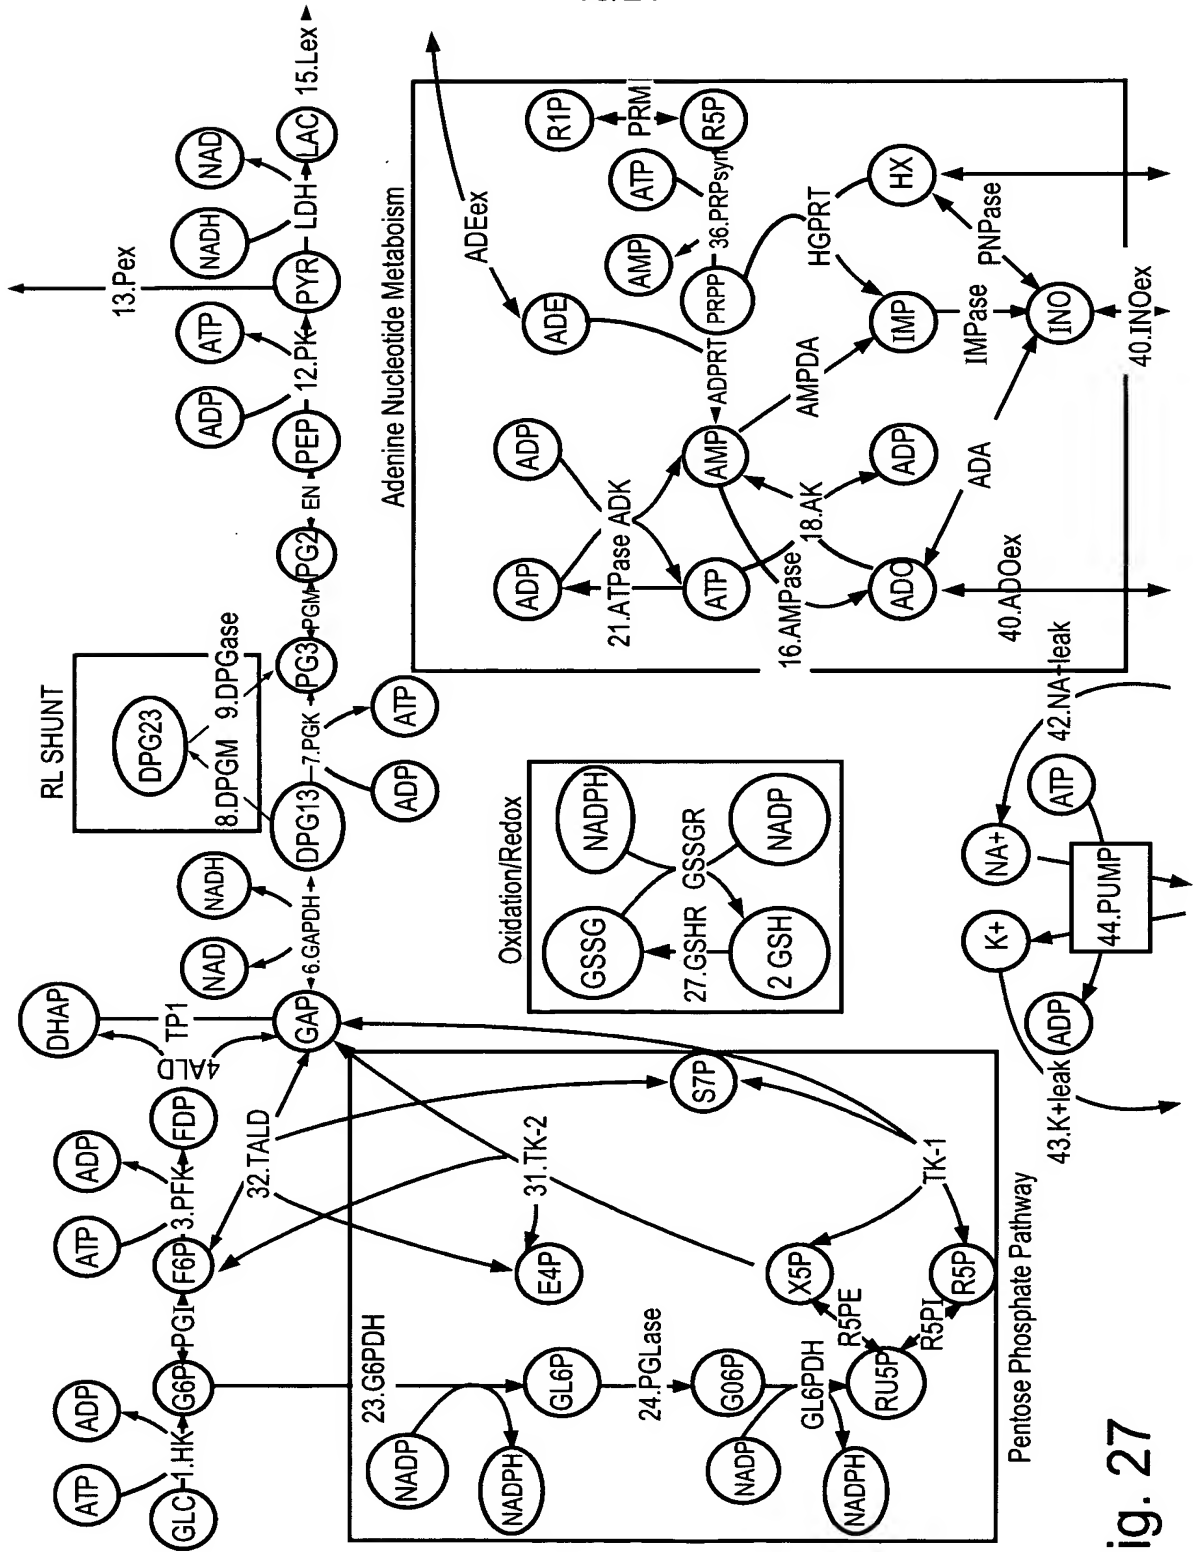 ATP
ADP
ATP
ADP
DHAP
GLC
1.HK
G6P
PGI
F6P
3.PFK
FDP
4ALD
TP1
GAP
NAD
NADH
6.GAPDH
DPG13
RL SHUNT
DPG23
8.DPGM
9.DPGase
7.PGK
ADP
ATP
PG3
PGM
PG2
EN
PEP
12.PK
ADP
ATP
PYR
13.Pex
NADH
NAD
LDH
LAC
15.Lex
32.TALD
23.G6PDH
NADP
NADPH
GL6P
24.PGLase
G06P
NADP
NADPH
GL6PDH
RU5P
R5PE
R5PI
X5P
R5P
E4P
31.TK-2
S7P
TK-1
Pentose Phosphate Pathway
Oxidation/Redox
GSSG
NADPH
27.GSHR
GSSGR
2 GSH
NADP
43.K+leak
K+
NA+
42.NA+leak
ADP
44.PUMP
ATP
Adenine Nucleotide Metaboism
ADP
ADP
21.ATPase
ADK
ATP
AMP
16.AMPase
18.AK
ADO
ADP
40.ADOex
ADA
ADE
ADEex
ADPRT
PRPP
AMP
ATP
36.PRPsyn
R1P
PRM
R5P
HGPRT
AMPDA
IMP
IMPase
HX
PNPase
INO
40.INOex
ig. 27